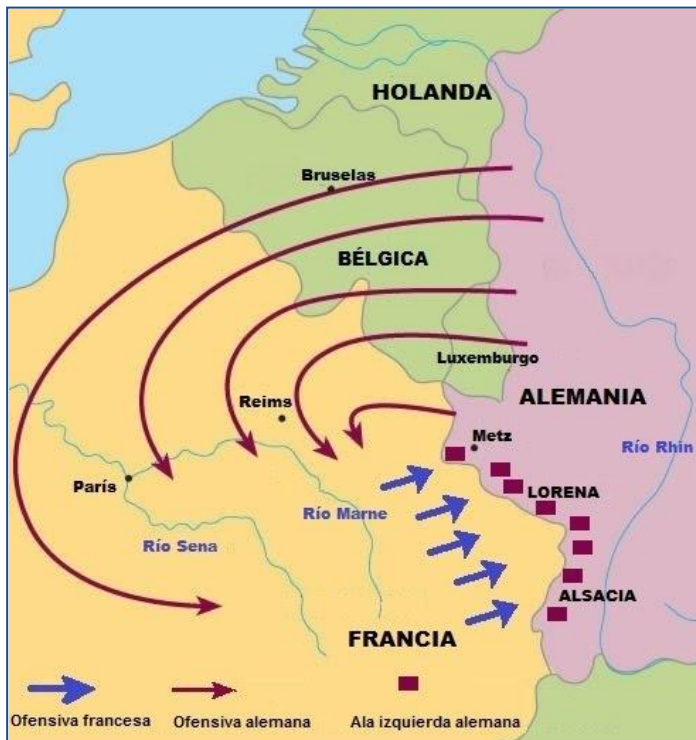 HOLANDA
Bruselas
BÉLGICA
Luxemburgo
ALEMANIA
Reims
Metz
Río Rhin
París
LORENA
Río Marne
Río Sena
ALSACIA
FRANCIA
Ofensiva francesa
Ofensiva alemana
Ala izquierda alemana